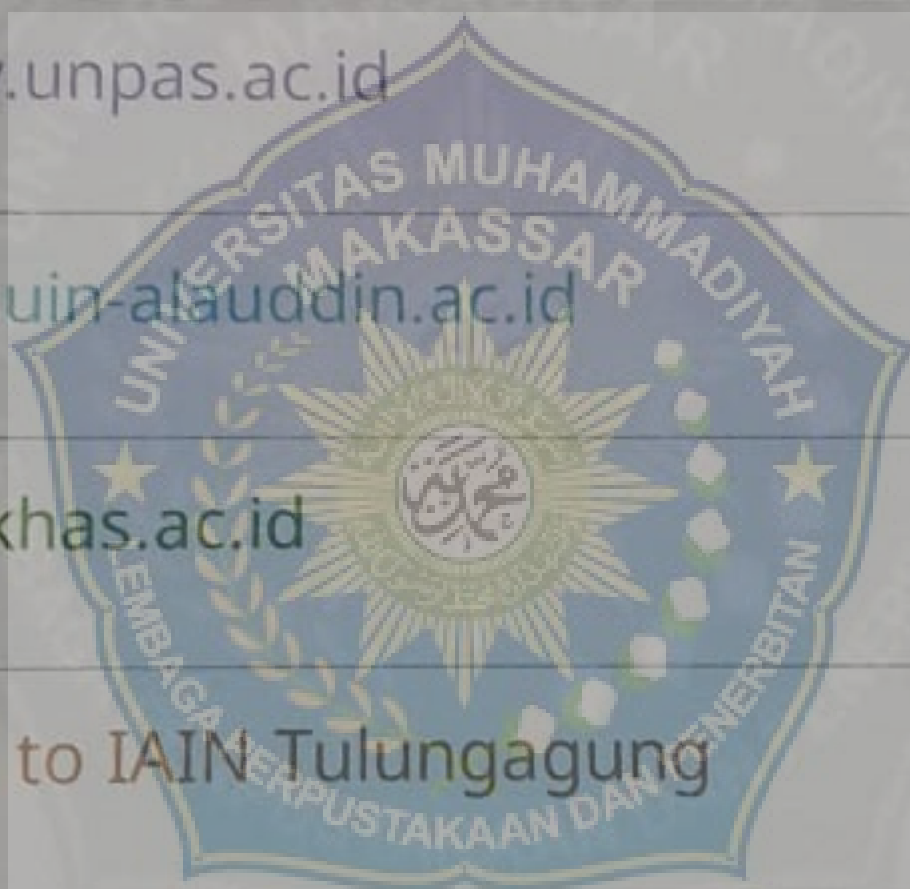 .unpas.ac.id
UNIVERSITAS MUHAMMADIYAH
MAKASSAR
uin-alauddin.ac.id
khas.ac.id
to IAIN Tulungagung
LEMBAGA PERPUSTAKAAN DAN PENERBITAN